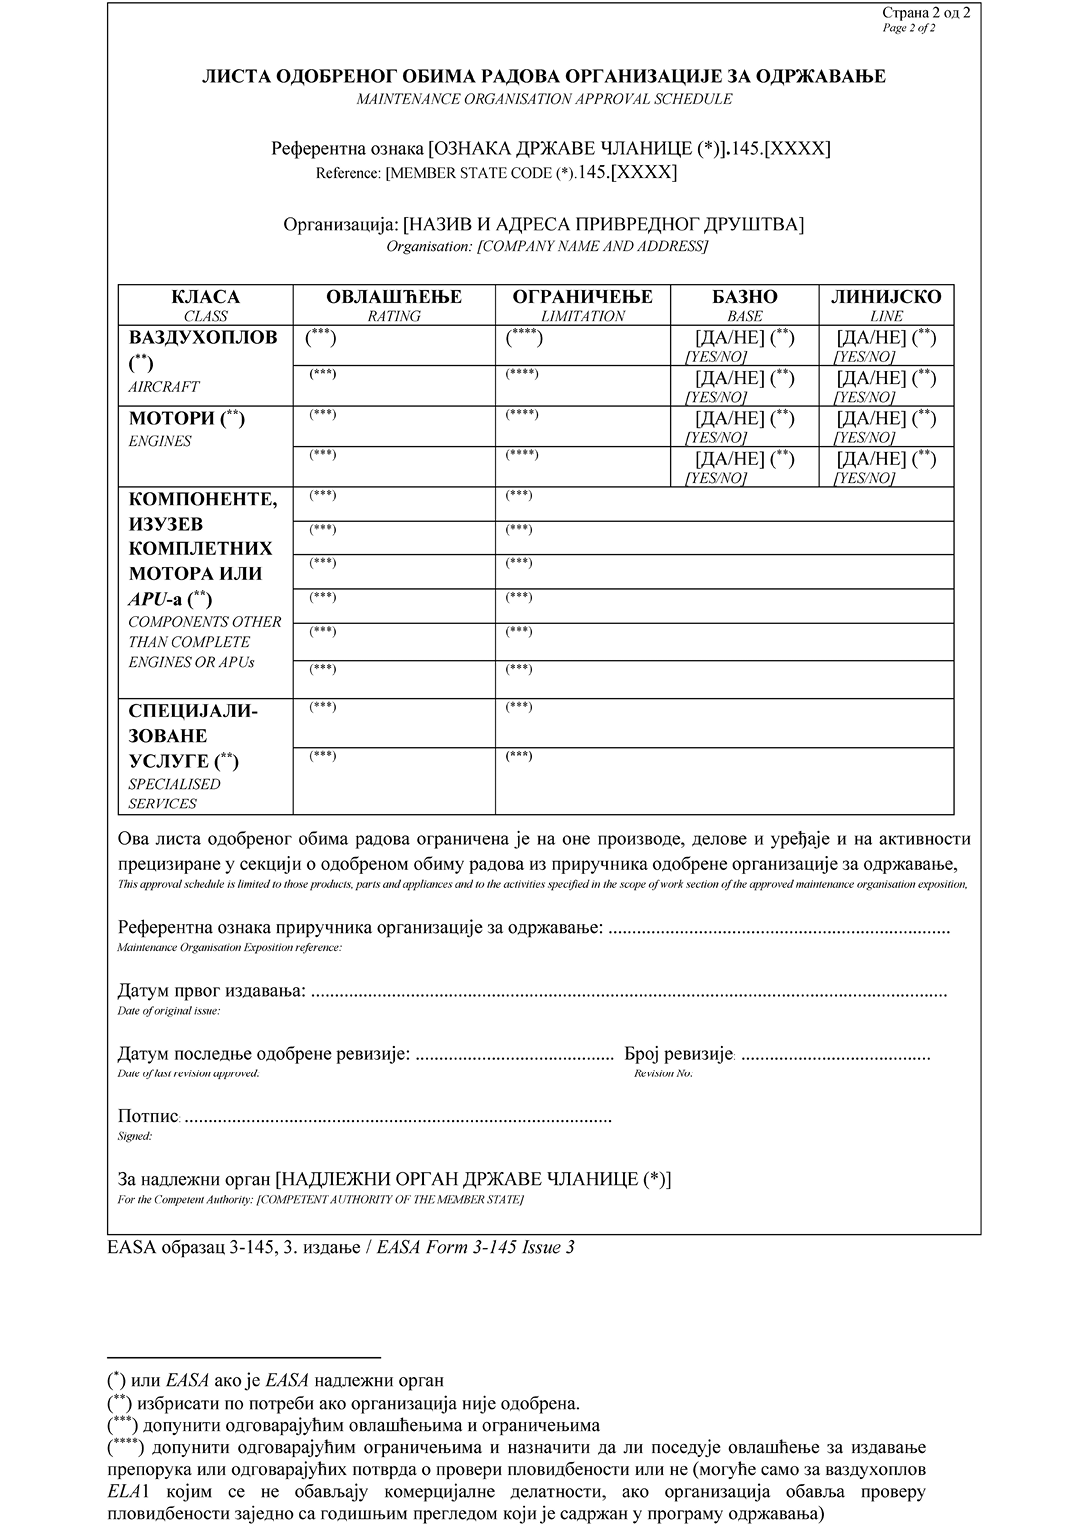 Страна 2 од 2
Page 2 of 2
ЛИСТА ОДОБРЕНОГ ОБИМА РАДОВА ОРГАНИЗАЦИЈЕ ЗА ОДРЖАВАЊЕ
MAINTENANCE ORGANISATION APPROVAL SCHEDULE
Референтна ознака [ОЗНАКА ДРЖАВЕ ЧЛАНИЦЕ (*)].145.[XXXX]
Reference: [MEMBER STATE CODE (*).145.[XXXX]
Организација: [НАЗИВ И АДРЕСА ПРИВРЕДНОГ ДРУШТВА]
Organisation: [COMPANY NAME AND ADDRESS]
КЛАСА ОВЛАШЋЕЊЕ ОГРАНИЧЕЊЕ БАЗНО ЛИНИЈСКО
CLASS RATING LIMITATION BASE LINE
ВАЗДУХОПЛОВ (***) (****) [ДА/НЕ] (**) [ДА/НЕ] (**)
(**) [YES/NO] [YES/NO]
AIRCRAFT (***) (****) [ДА/НЕ] (**) [ДА/НЕ] (**)
[YES/NO] [YES/NO]
МОТОРИ (**) (***) (****) [ДА/НЕ] (**) [ДА/НЕ] (**)
ENGINES [YES/NO] [YES/NO]
(***) (****) [ДА/НЕ] (**) [ДА/НЕ] (**)
[YES/NO] [YES/NO]
КОМПОНЕНТЕ, (***) (***)
ИЗУЗЕВ (***) (***)
КОМПЛЕТНИХ (***) (***)
МОТОРА ИЛИ
APU-а (**) (***) (***)
COMPONENTS OTHER (***) (***)
THAN COMPLETE
ENGINES OR APUs (***) (***)
СПЕЦИЈАЛИ- (***) (***)
ЗОВАНЕ
УСЛУГЕ (**) (***) (***)
SPECIALISED
SERVICES
Ова листа одобреног обима радова ограничена је на оне производе, делове и уређаје и на активности
прецизиране у секцији о одобреном обиму радова из приручника одобрене организације за одржавање,
This approval schedule is limited to those products, parts and appliances and to the activities specified in the scope of work section of the approved maintenance organisation exposition,
Референтна ознака приручника организације за одржавање: ........................................................................
Maintenance Organisation Exposition reference:
Датум првог издавања: ......................................................................................................................................
Date of original issue:
Датум последње одобрене ревизије: .......................................... Број ревизије: ........................................
Date of last revision approved. Revision No.
Потпис: ..........................................................................................
Signed:
За надлежни орган [НАДЛЕЖНИ ОРГАН ДРЖАВЕ ЧЛАНИЦЕ (*)]
For the Competent Authority: [COMPETENT AUTHORITY OF THE MEMBER STATE]
EASA образац 3-145, 3. издање / EASA Form 3-145 Issue 3
(*) или EASA ако је EASA надлежни орган
(**) избрисати по потреби ако организација није одобрена.
(***) допунити одговарајућим овлашћењима и ограничењима
(****) допунити одговарајућим ограничењима и назначити да ли поседује овлашћење за издавање
препорука или одговарајућих потврда о провери пловидбености или не (могуће само за ваздухоплов
ELA1 којим се не обављају комерцијалне делатности, ако организација обавља проверу
пловидбености заједно са годишњим прегледом који је садржан у програму одржавања)